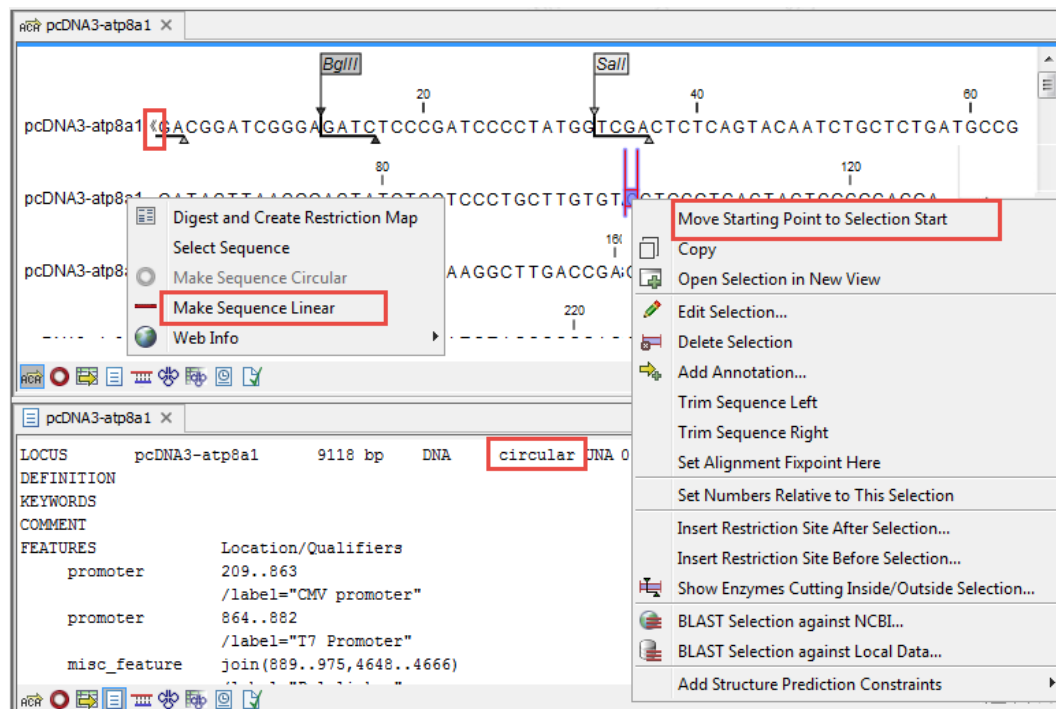 pcDNA3-atp8a1
BglII SalI
20 40 60
pcDNA3-atp8a1 GACGGATCGGGAGATCTCCCGATCCCCTATGGTCGACTCTCAGTACAATCTGCTCTGATGCCG
80 120
TCCCTGCTTGTGT
Digest and Create Restriction Map
Select Sequence
Make Sequence Circular
Make Sequence Linear
Web Info
160
AAGGCTTGACCGA
220
Move Starting Point to Selection Start
Copy
Open Selection in New View
Edit Selection...
Delete Selection
Add Annotation...
Trim Sequence Left
Trim Sequence Right
Set Alignment Fixpoint Here
Set Numbers Relative to This Selection
Insert Restriction Site After Selection...
Insert Restriction Site Before Selection...
Show Enzymes Cutting Inside/Outside Selection...
BLAST Selection against NCBI...
BLAST Selection against Local Data...
Add Structure Prediction Constraints
pcDNA3-atp8a1
LOCUS pcDNA3-atp8a1 9118 bp DNA circular
DEFINITION
KEYWORDS
COMMENT
FEATURES Location/Qualifiers
promoter 209..863
/label="CMV promoter"
promoter 864..882
/label="T7 Promoter"
misc_feature join(889..975,4648..4666)